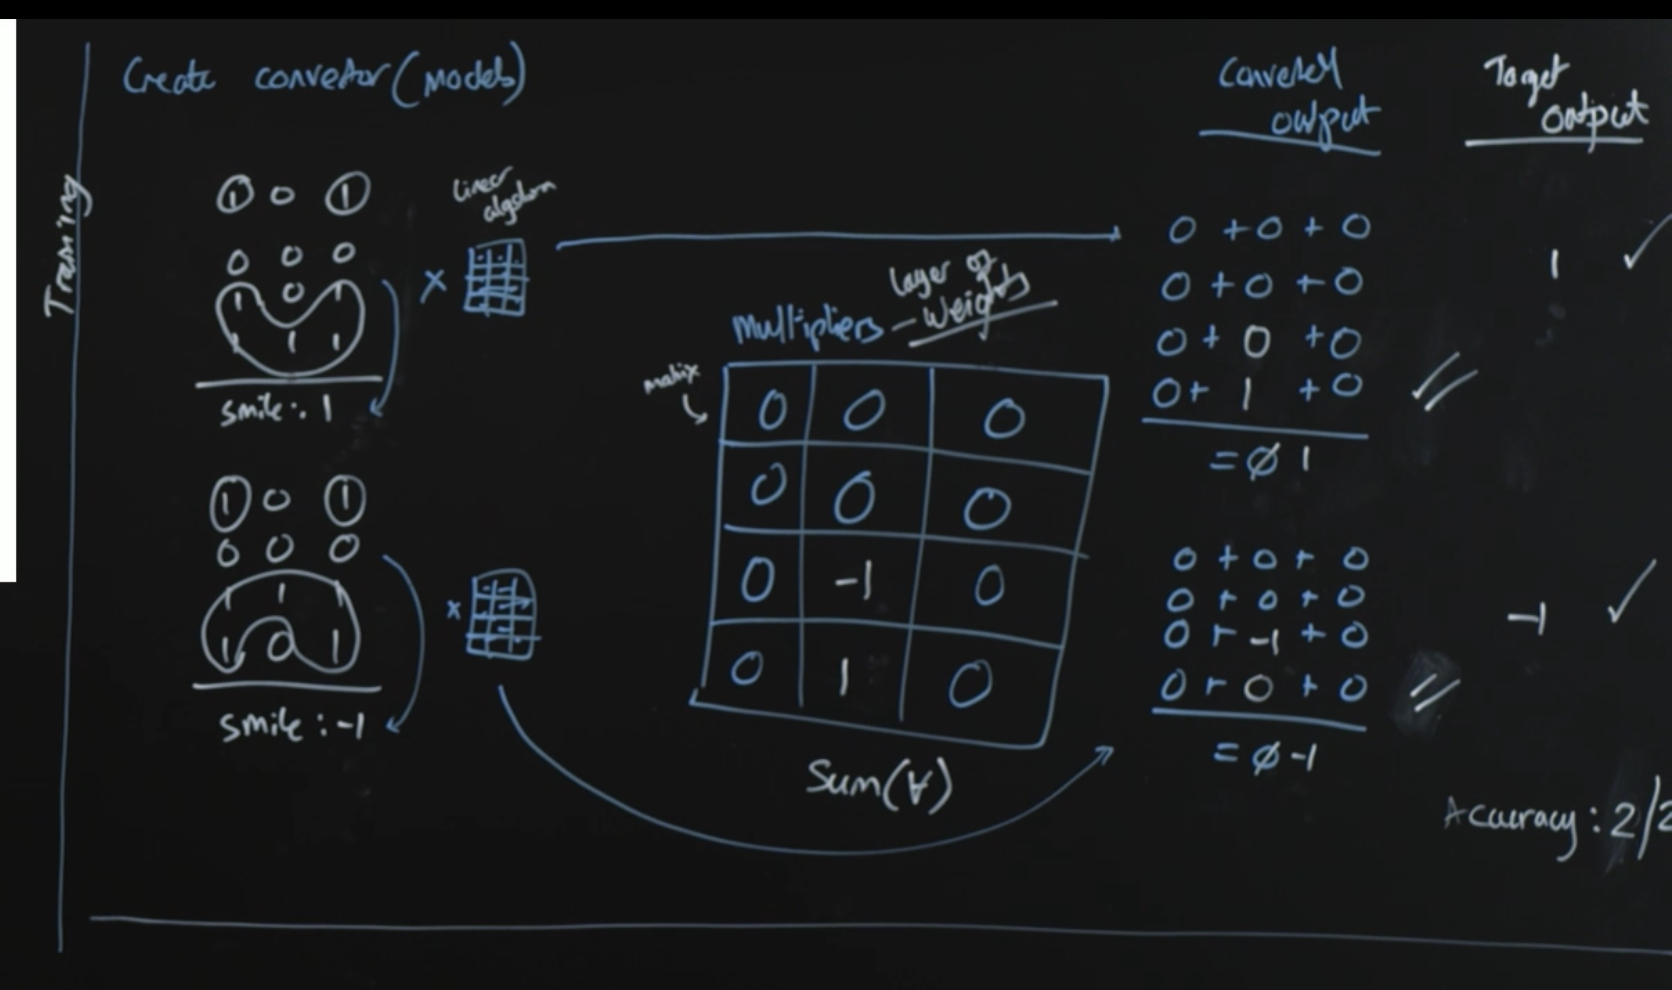 Training
Create convertor (models)
1 0 1
0 0 0
1 0 1
1 1 1
smile: 1
x
linear
algebra
1 0 1
0 0 0
1 1 1
1 0 1
smile: -1
x
Multipliers - layer of
weights
matrix
0 0 0
0 0 0
0 -1 0
0 1 0
Sum(∀)
Converted
output
0 + 0 + 0
0 + 0 + 0
0 + 0 + 0
0 + 1 + 0
= 0 1
0 + 0 + 0
0 + 0 + 0
0 + -1 + 0
0 + 0 + 0
= 0 -1
Target
output
1 ✓
-1 ✓
Accuracy: 2/2